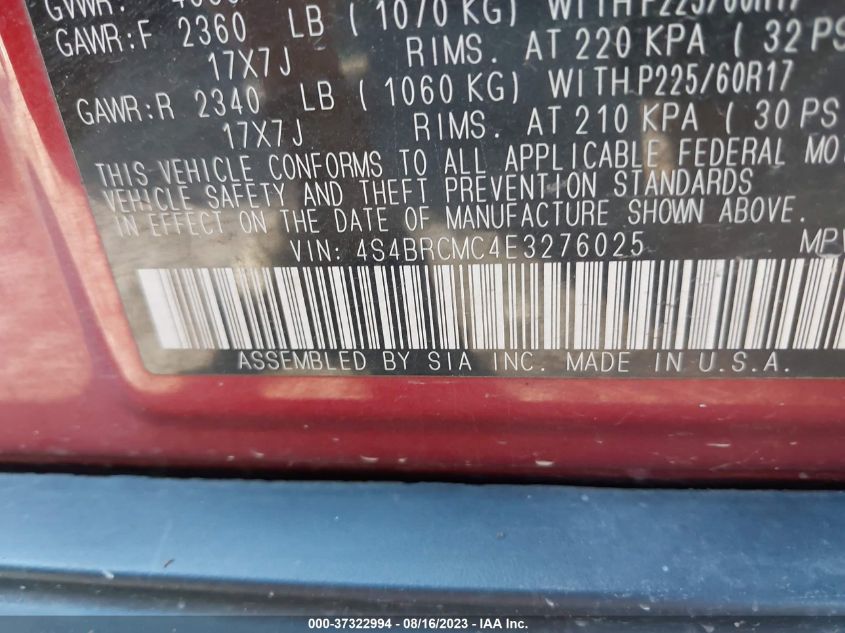 GVWR:
GAWR:F 2360 LB ( 1070 KG) WITH P225/60R17
17X7J RIMS. AT 220 KPA ( 32 PS
GAWR:R 2340 LB ( 1060 KG) WITH P225/60R17
17X7J RIMS. AT 210 KPA ( 30 PS
THIS VEHICLE CONFORMS TO ALL APPLICABLE FEDERAL MO
VEHICLE SAFETY AND THEFT PREVENTION STANDARDS
IN EFFECT ON THE DATE OF MANUFACTURE SHOWN ABOVE.
VIN: 4S4BRCMC4E3276025 MPV
ASSEMBLED BY SIA INC. MADE IN U.S.A.
000-37322994 - 08/16/2023 - IAA Inc.